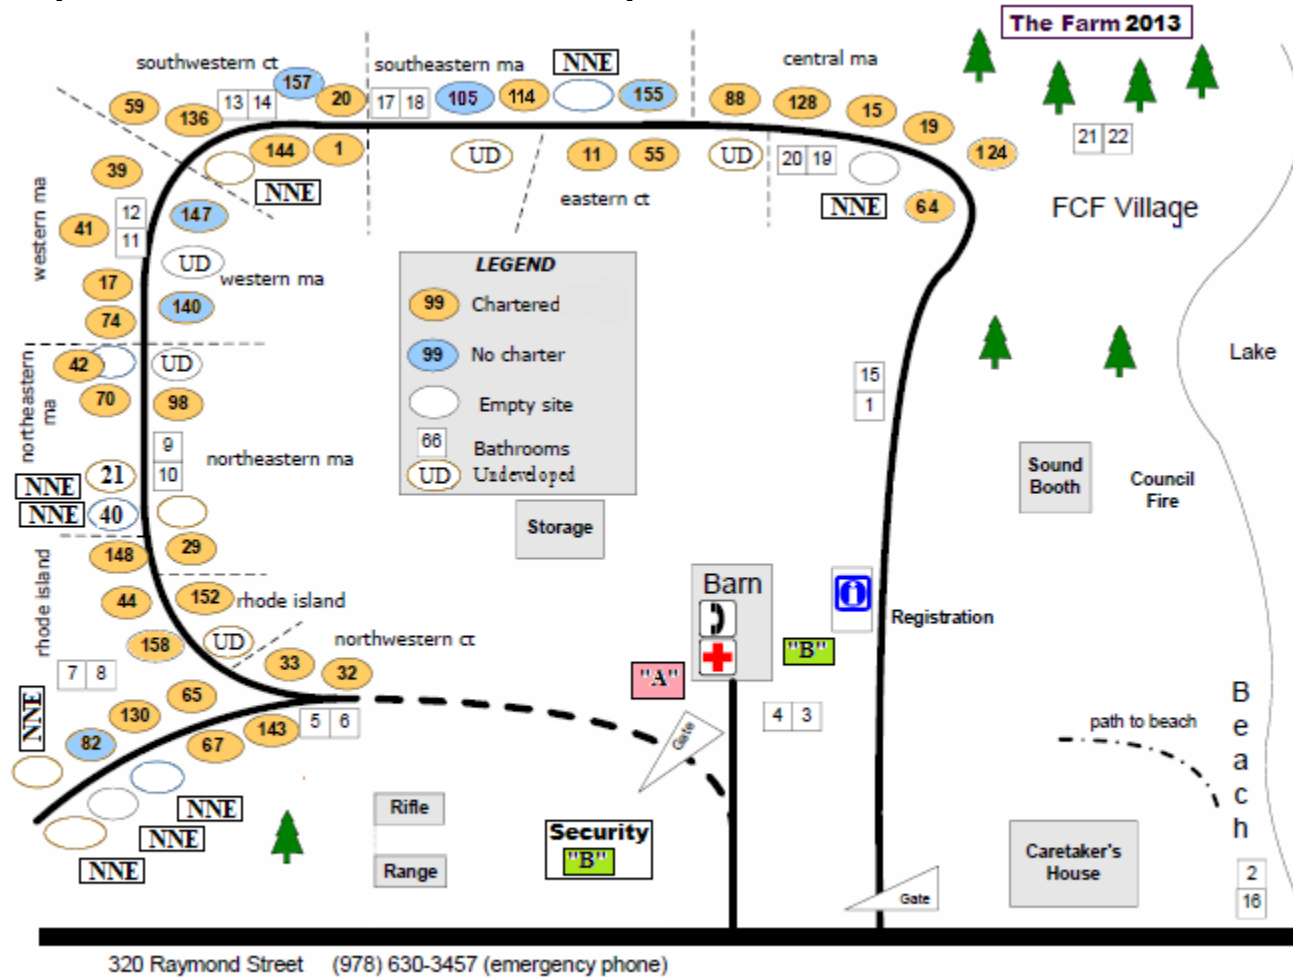 The Farm 2013
southwestern ct
southeastern ma
NNE
central ma
157
59
136
13 14
20
17 18
105
114
155
88
128
15
19
124
21 22
144
1
UD
11
55
UD
20 19
39
NNE
eastern ct
NNE
64
FCF Village
western ma
12
11
147
41
UD
western ma
17
140
74
LEGEND
99 Chartered
99 No charter
Empty site
66 Bathrooms
UD Undeveloped
northeastern
ma
42
UD
70
98
9
10
northeastern ma
21
NNE
NNE
40
29
148
15
1
Lake
Sound
Booth
Council
Fire
Storage
rhode island
44
152
rhode island
158
UD
northwestern ct
33
32
7 8
65
130
NNE
82
143
5 6
67
NNE
NNE
NNE
Barn
"A"
"B"
i
Registration
4 3
Gate
path to beach
Beach
Rifle
Range
Security
"B"
Caretaker's
House
Gate
2
16
320 Raymond Street (978) 630-3457 (emergency phone)